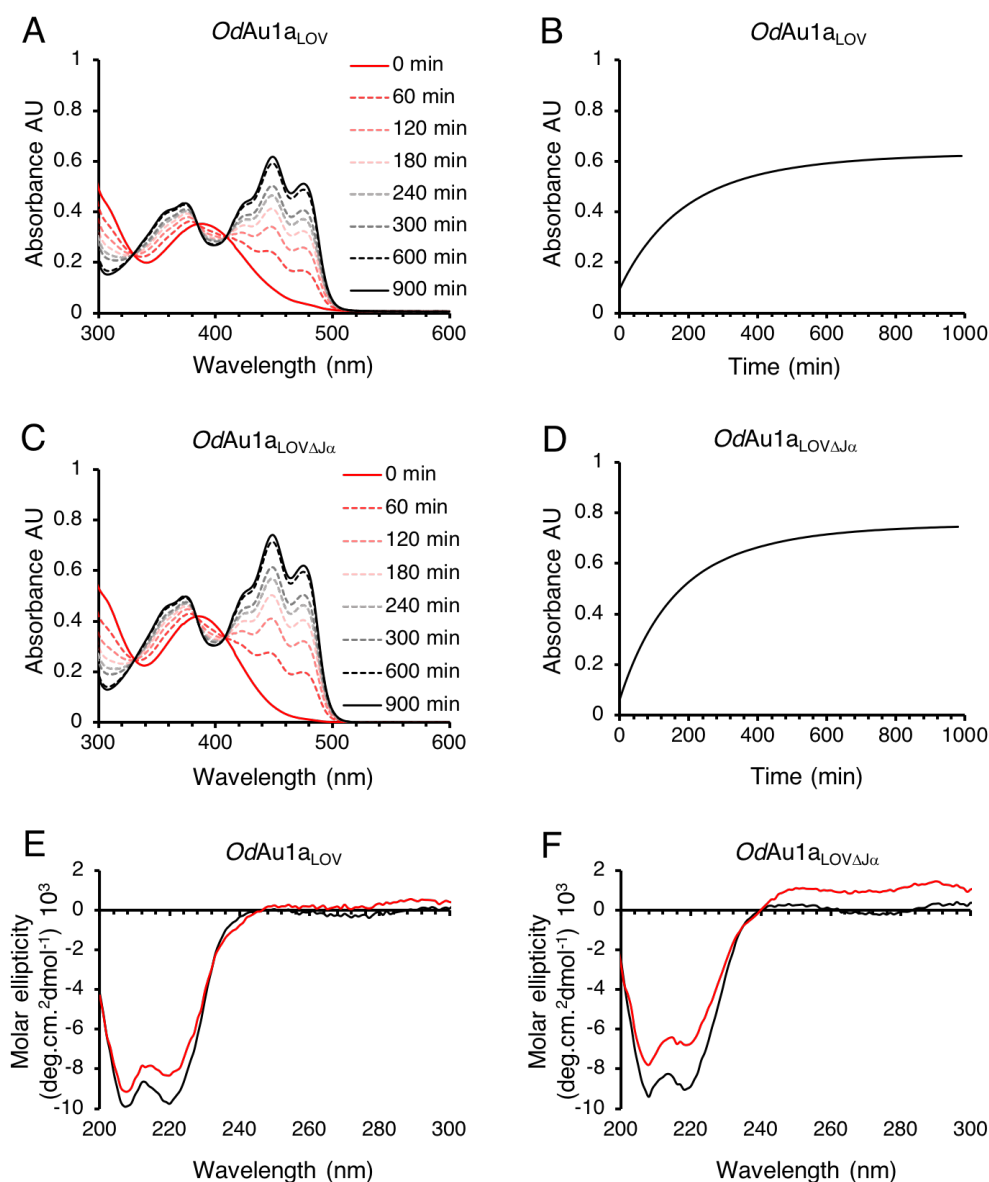 A
OdAu1aLOV
Absorbance AU
1
0.8
0.6
0.4
0.2
0
300
400
500
600
Wavelength (nm)
0 min
60 min
120 min
180 min
240 min
300 min
600 min
900 min
B
OdAu1aLOV
Absorbance AU
1
0.8
0.6
0.4
0.2
0
0
200
400
600
800
1000
Time (min)
C
OdAu1aLOVΔJα
Absorbance AU
1
0.8
0.6
0.4
0.2
0
300
400
500
600
Wavelength (nm)
0 min
60 min
120 min
180 min
240 min
300 min
600 min
900 min
D
OdAu1aLOVΔJα
Absorbance AU
1
0.8
0.6
0.4
0.2
0
0
200
400
600
800
1000
Time (min)
E
OdAu1aLOV
Molar ellipticity
(deg.cm.²dmol⁻¹) 10³
2
0
-2
-4
-6
-8
-10
200
220
240
260
280
300
Wavelength (nm)
F
OdAu1aLOVΔJα
Molar ellipticity
(deg.cm.²dmol⁻¹) 10³
2
0
-2
-4
-6
-8
-10
200
220
240
260
280
300
Wavelength (nm)